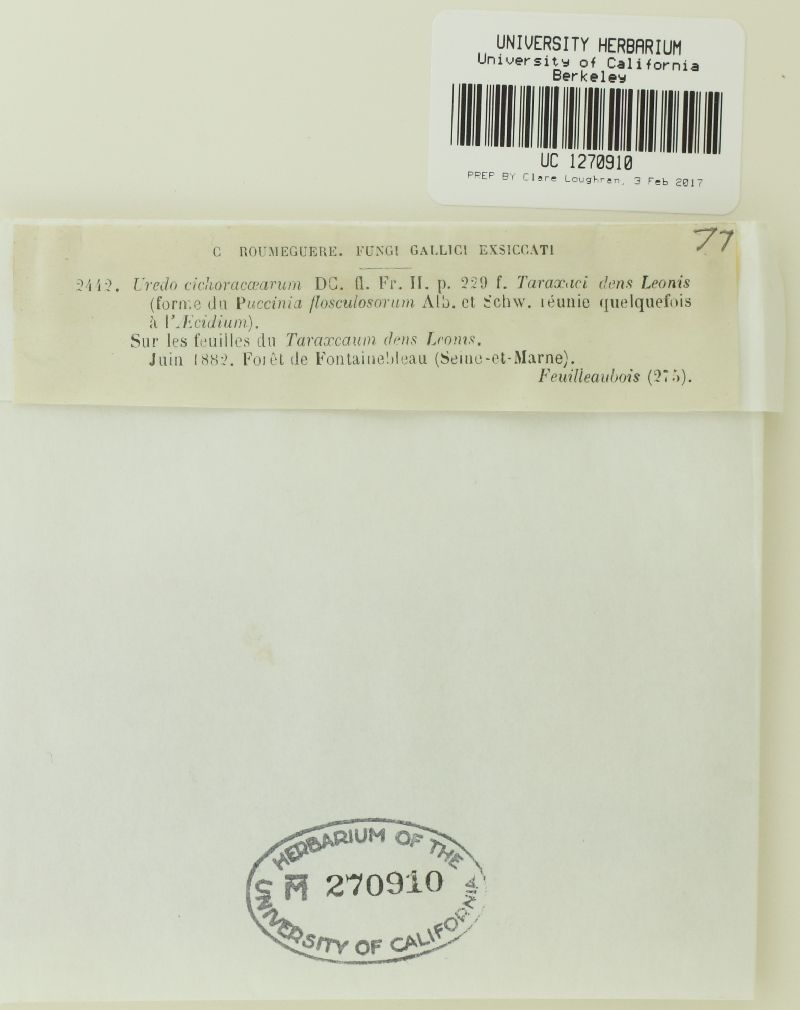 UNIVERSITY HERBARIUM
University of California
Berkeley
UC 1270910
PREP BY Clare Loughran, 3 Feb 2017
77
C ROUMEGUERE. FUNGI GALLICI EXSICCATI
2442. Uredo cichoracæarum DC. fl. Fr. II. p. 229 f. Taraxaci dens Leonis
(forme du Puccinia flosculosorum Alb. et Schw. réunie quelquefois
à l'Æcidium).
Sur les feuilles du Taraxcaum dens Leonis.
Juin 1882. Forêt de Fontainebleau (Seine-et-Marne).
Feuilleaubois (275).
HERBARIUM OF THE
M 270910
UNIVERSITY OF CALIFORNIA